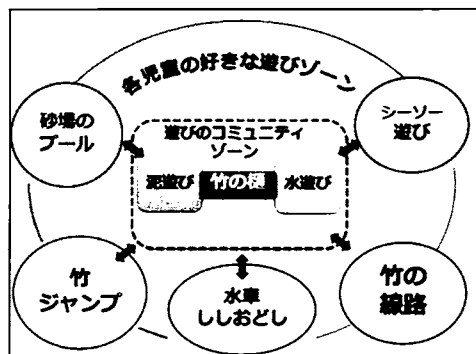 各児童の好きな遊びゾーン
砂場の
プール
シーソー
遊び
遊びのコミュニティ
ゾーン
泥遊び
竹の樋
水遊び
竹
ジャンプ
水車
ししおどし
竹の
線路